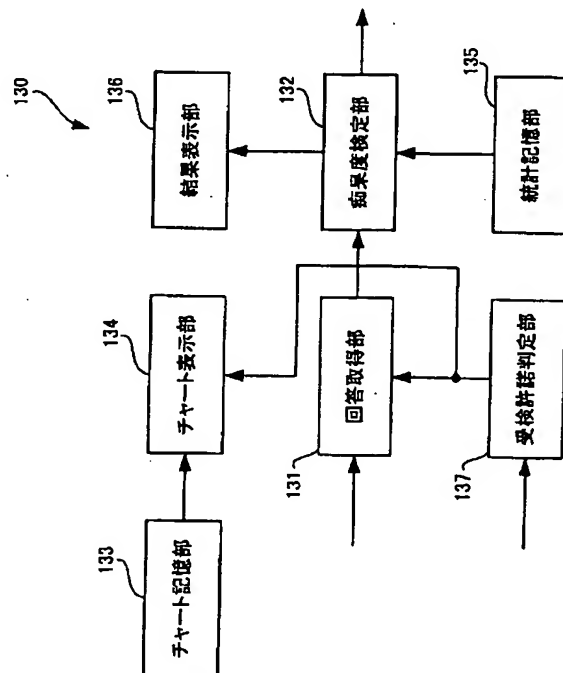 130
133
チャート記憶部
134
チャート表示部
136
結果表示部
131
回答取得部
132
痴呆度検定部
137
受検許諾判定部
135
統計記憶部